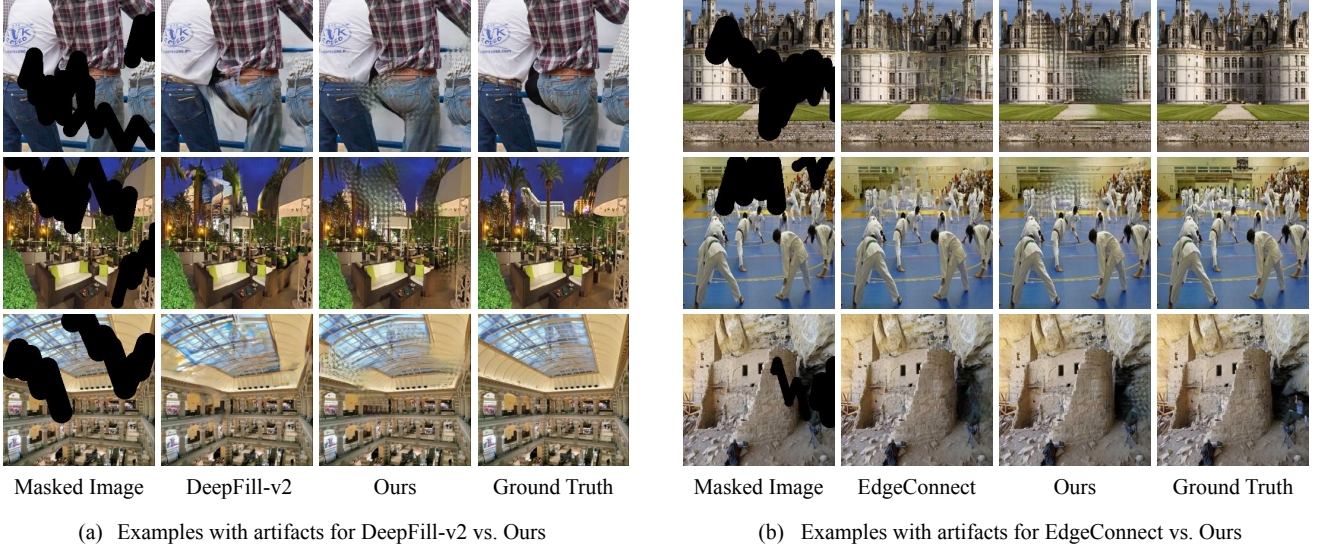 Masked Image DeepFill-v2 Ours Ground Truth
(a) Examples with artifacts for DeepFill-v2 vs. Ours
Masked Image EdgeConnect Ours Ground Truth
(b) Examples with artifacts for EdgeConnect vs. Ours